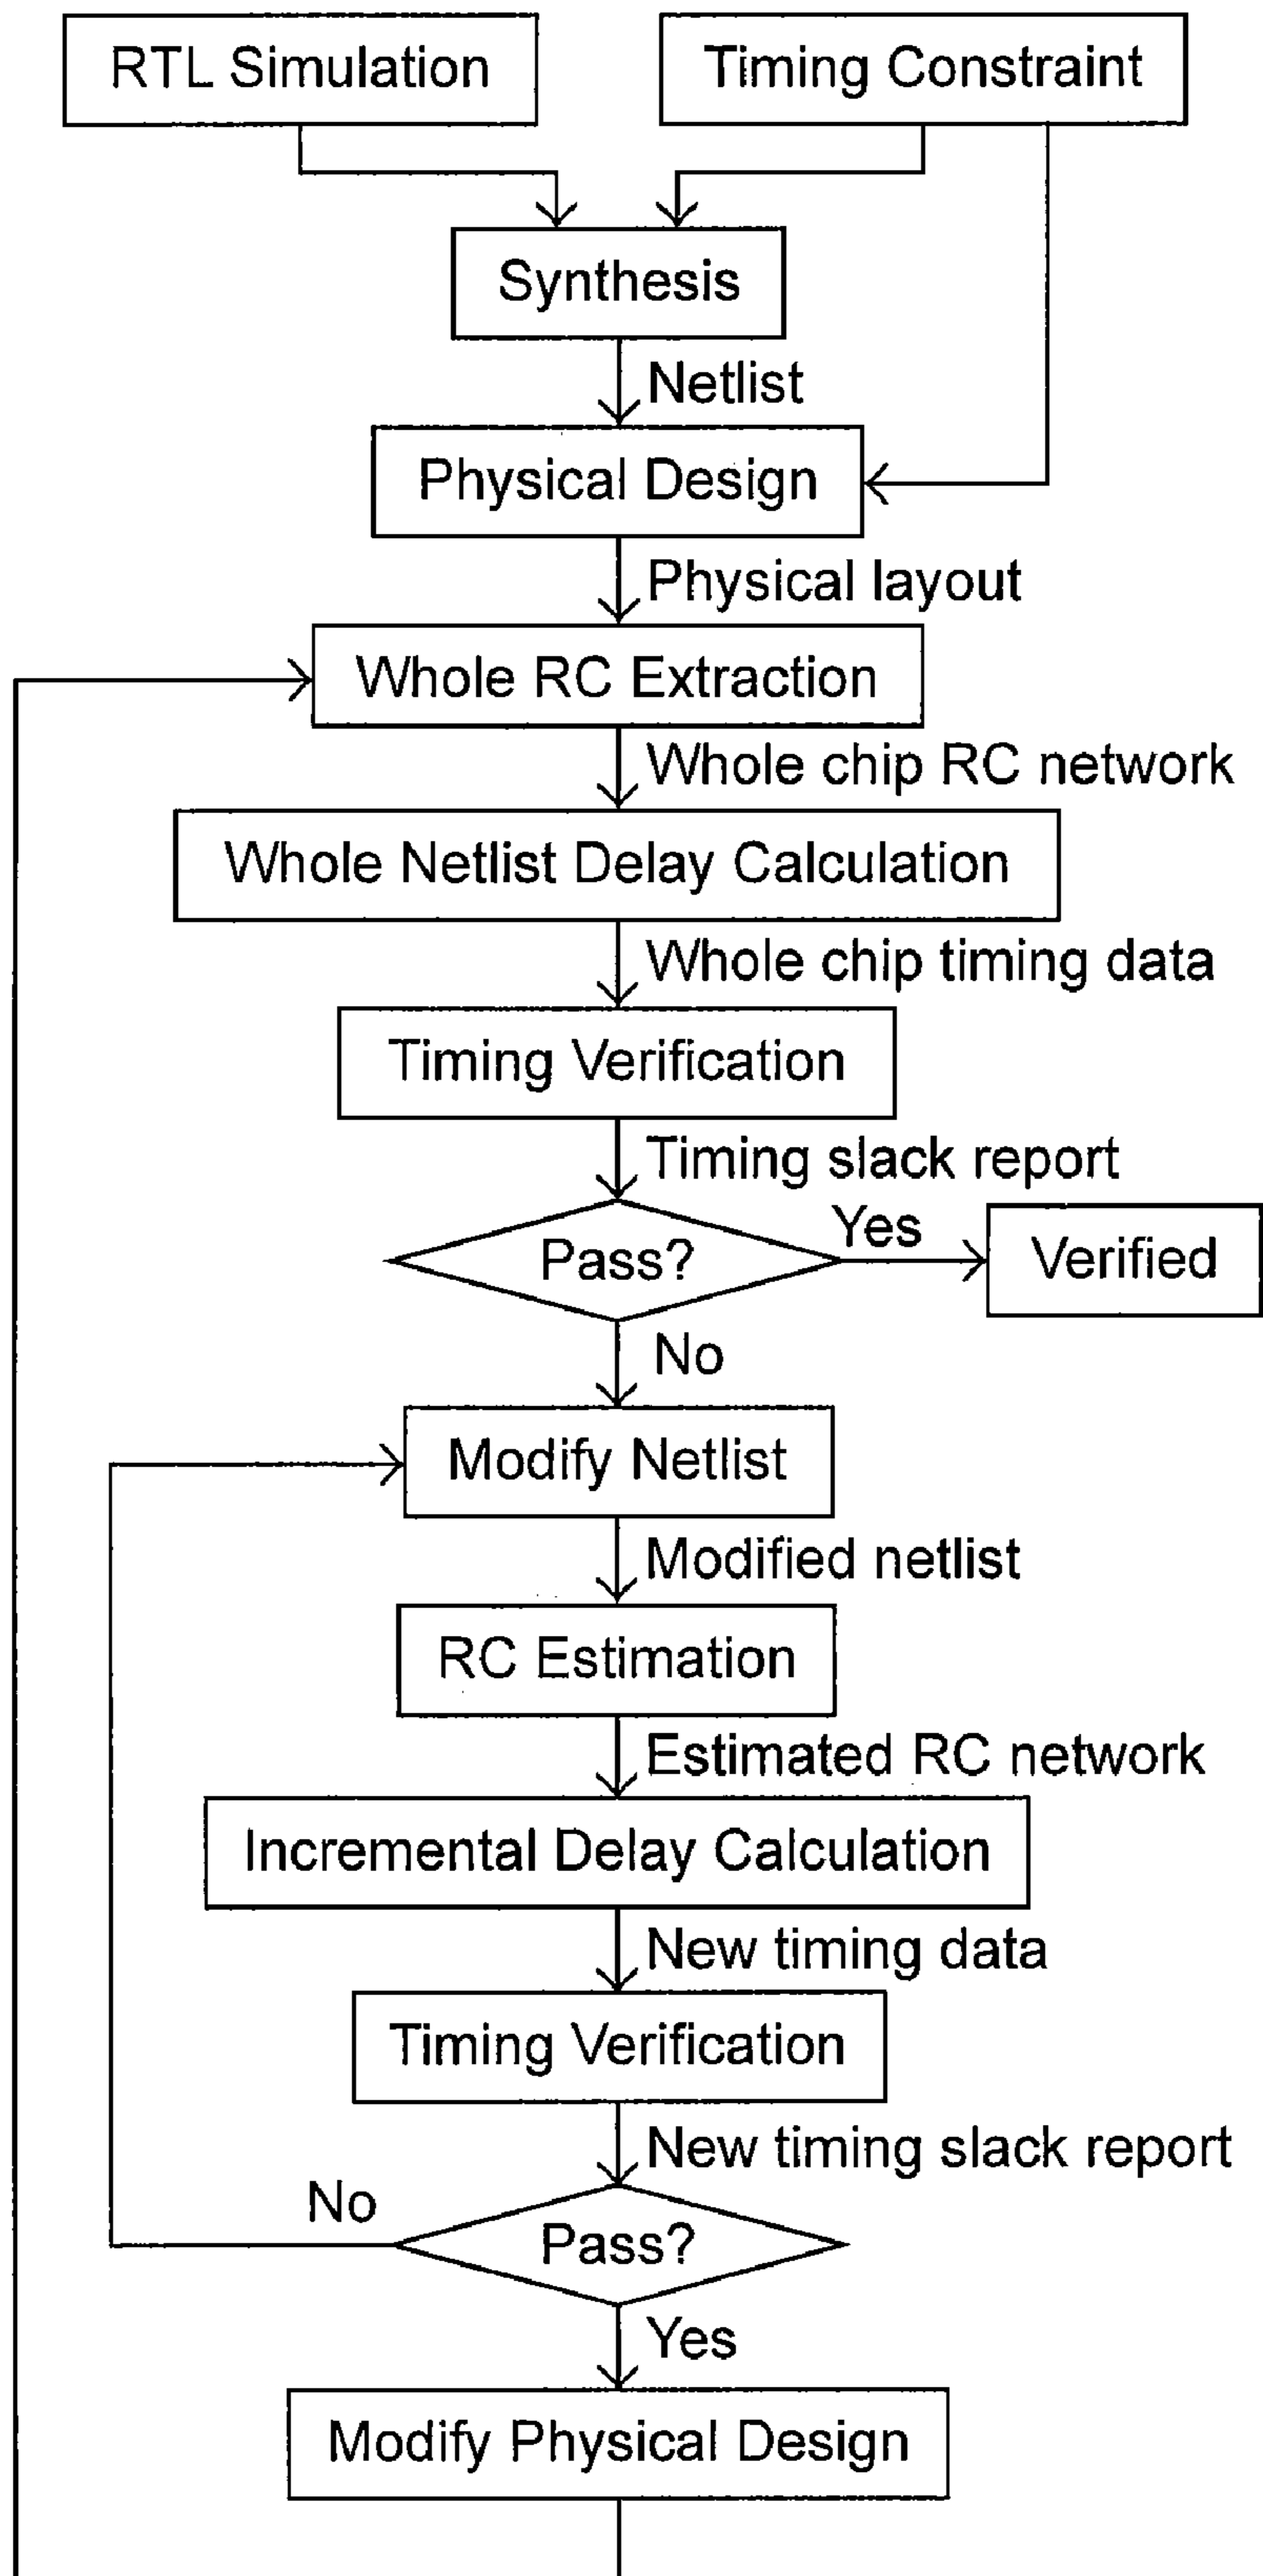 RTL Simulation
Timing Constraint
Synthesis
Netlist
Physical Design
Physical layout
Whole RC Extraction
Whole chip RC network
Whole Netlist Delay Calculation
Whole chip timing data
Timing Verification
Timing slack report
Pass?
Yes
Verified
No
Modify Netlist
Modified netlist
RC Estimation
Estimated RC network
Incremental Delay Calculation
New timing data
Timing Verification
New timing slack report
No
Pass?
Yes
Modify Physical Design